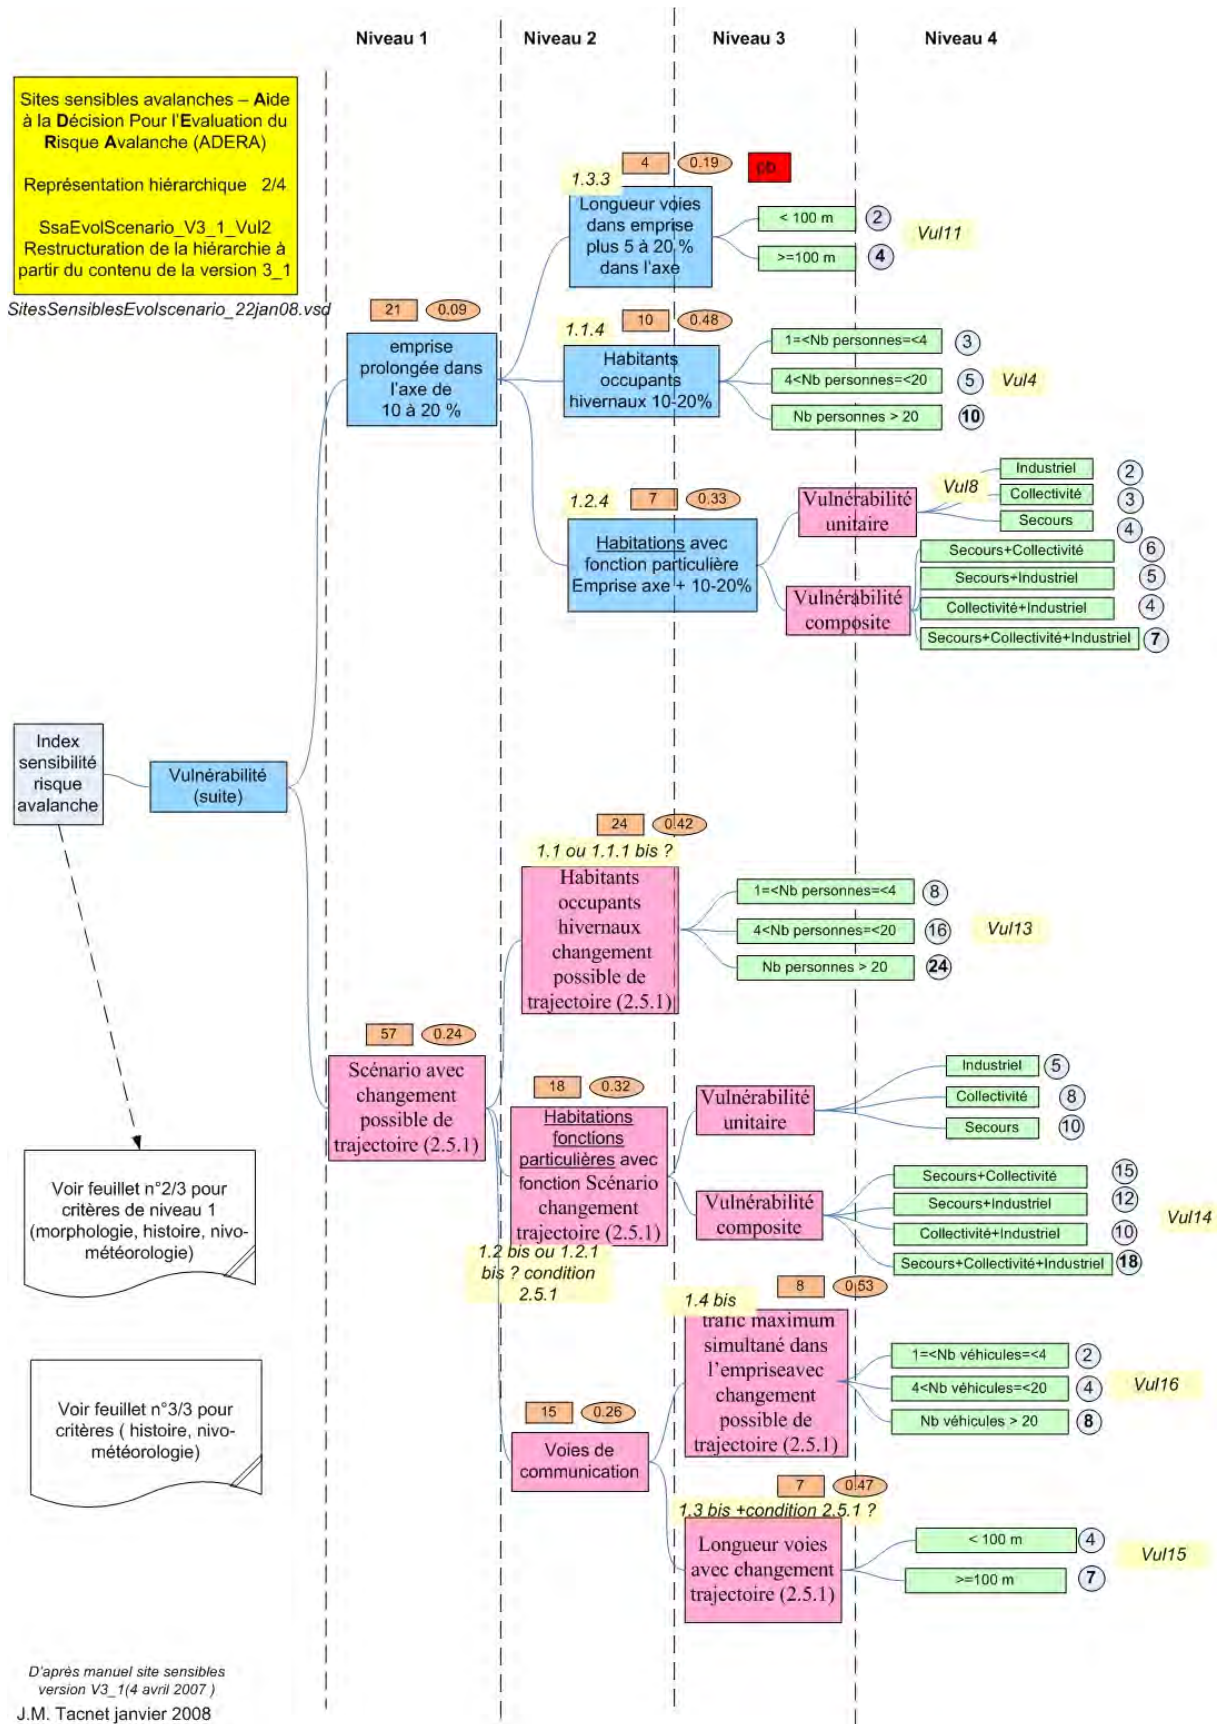 Niveau 1
Niveau 2
Niveau 3
Niveau 4
Sites sensibles avalanches – Aide
à la Décision Pour l'Evaluation du
Risque Avalanche (ADERA)
Représentation hiérarchique 2/4
SsaEvolScenario_V3_1_Vul2
Restructuration de la hiérarchie à
partir du contenu de la version 3_1
SitesSensiblesEvolscenario_22jan08.vsd
4
0.19
pb
1.3.3
Longueur voies
dans emprise
plus 5 à 20 %
dans l'axe
< 100 m
2
>=100 m
4
Vul11
21
0.09
emprise
prolongée dans
l'axe de
10 à 20 %
10
0.48
1.1.4
Habitants
occupants
hivernaux 10-20%
1=<Nb personnes=<4
3
4<Nb personnes=<20
5
Nb personnes > 20
10
Vul4
7
0.33
1.2.4
Habitations avec
fonction particulière
Emprise axe + 10-20%
Vulnérabilité
unitaire
Vul8
Industriel
2
Collectivité
3
Secours
4
Vulnérabilité
composite
Secours+Collectivité
6
Secours+Industriel
5
Collectivité+Industriel
4
Secours+Collectivité+Industriel
7
Index
sensibilité
risque
avalanche
Vulnérabilité
(suite)
24
0.42
1.1 ou 1.1.1 bis ?
Habitants
occupants
hivernaux
changement
possible de
trajectoire (2.5.1)
1=<Nb personnes=<4
8
4<Nb personnes=<20
16
Nb personnes > 20
24
Vul13
57
0.24
Scénario avec
changement
possible de
trajectoire (2.5.1)
18
0.32
Habitations
fonctions
particulières avec
fonction Scénario
changement
trajectoire (2.5.1)
1.2 bis ou 1.2.1
bis ? condition
2.5.1
Vulnérabilité
unitaire
Industriel
5
Collectivité
8
Secours
10
Vulnérabilité
composite
Secours+Collectivité
15
Secours+Industriel
12
Collectivité+Industriel
10
Secours+Collectivité+Industriel
18
Vul14
Voir feuillet n°2/3 pour
critères de niveau 1
(morphologie, histoire, nivo-
météorologie)
8
0.53
1.4 bis
trafic maximum
simultané dans
l'empriseavec
changement
possible de
trajectoire (2.5.1)
1=<Nb véhicules=<4
2
4<Nb véhicules=<20
4
Nb véhicules > 20
8
Vul16
Voir feuillet n°3/3 pour
critères ( histoire, nivo-
météorologie)
15
0.26
Voies de
communication
7
0.47
1.3 bis +condition 2.5.1 ?
Longueur voies
avec changement
trajectoire (2.5.1)
< 100 m
4
>=100 m
7
Vul15
D'après manuel site sensibles
version V3_1(4 avril 2007 )
J.M. Tacnet janvier 2008